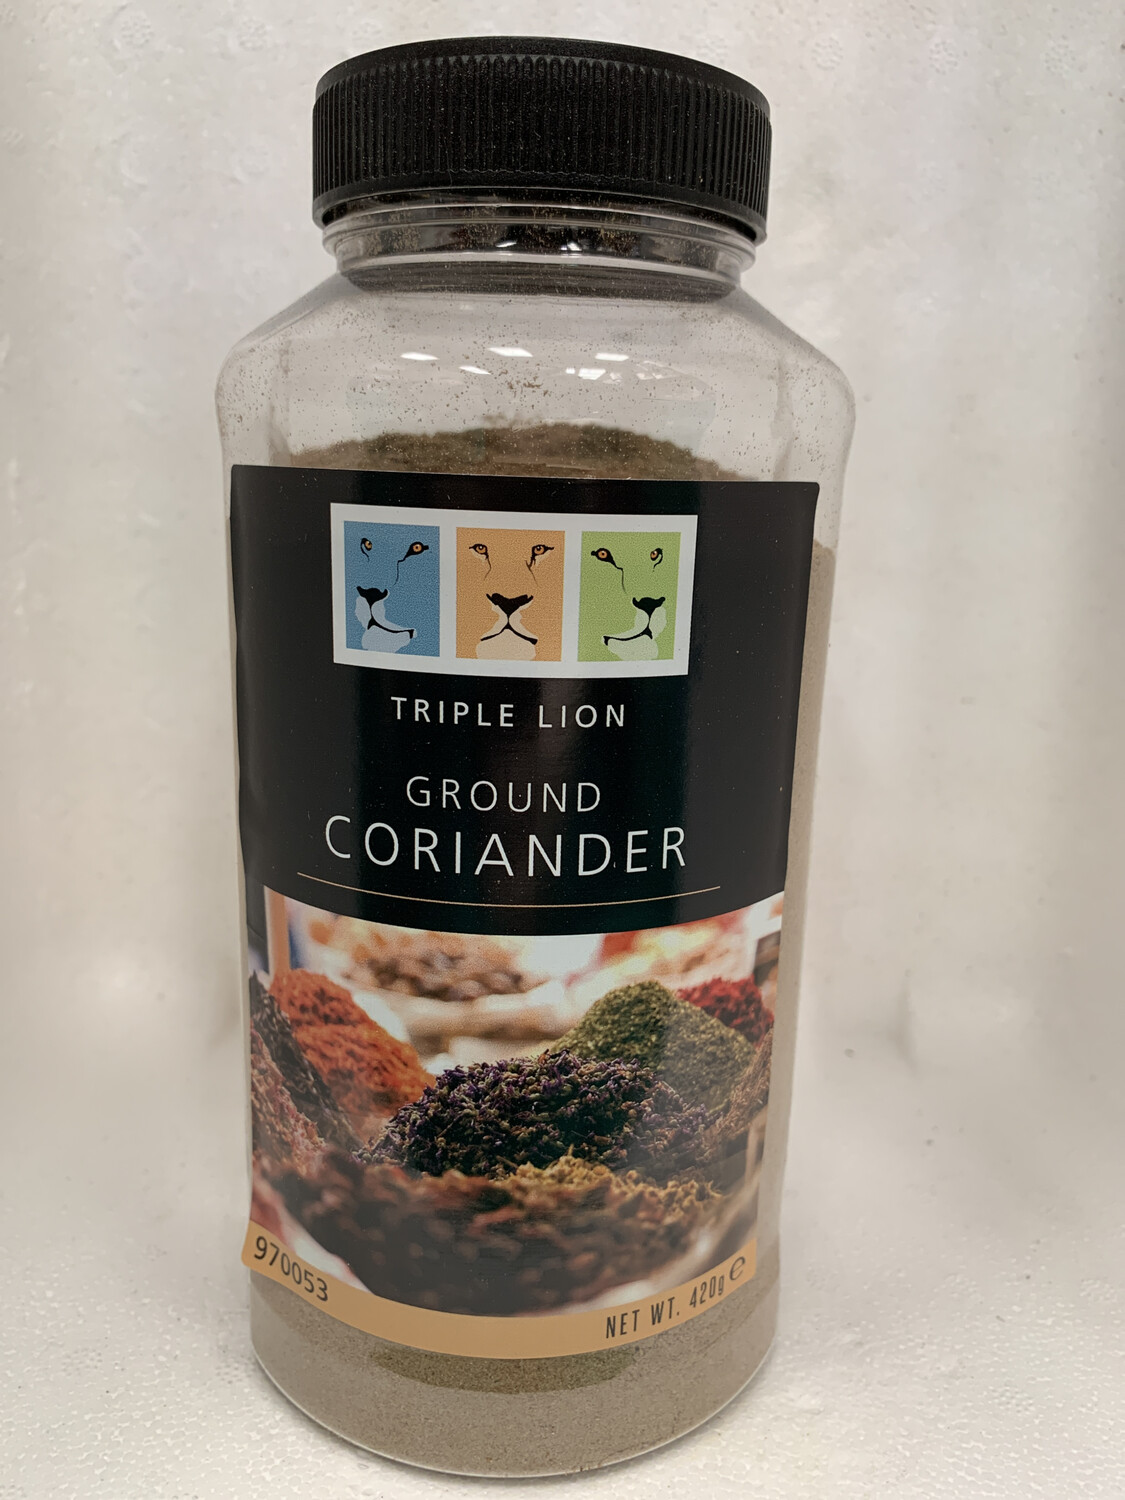 TRIPLE LION
GROUND
CORIANDER
970053
NET WT. 420g ℮